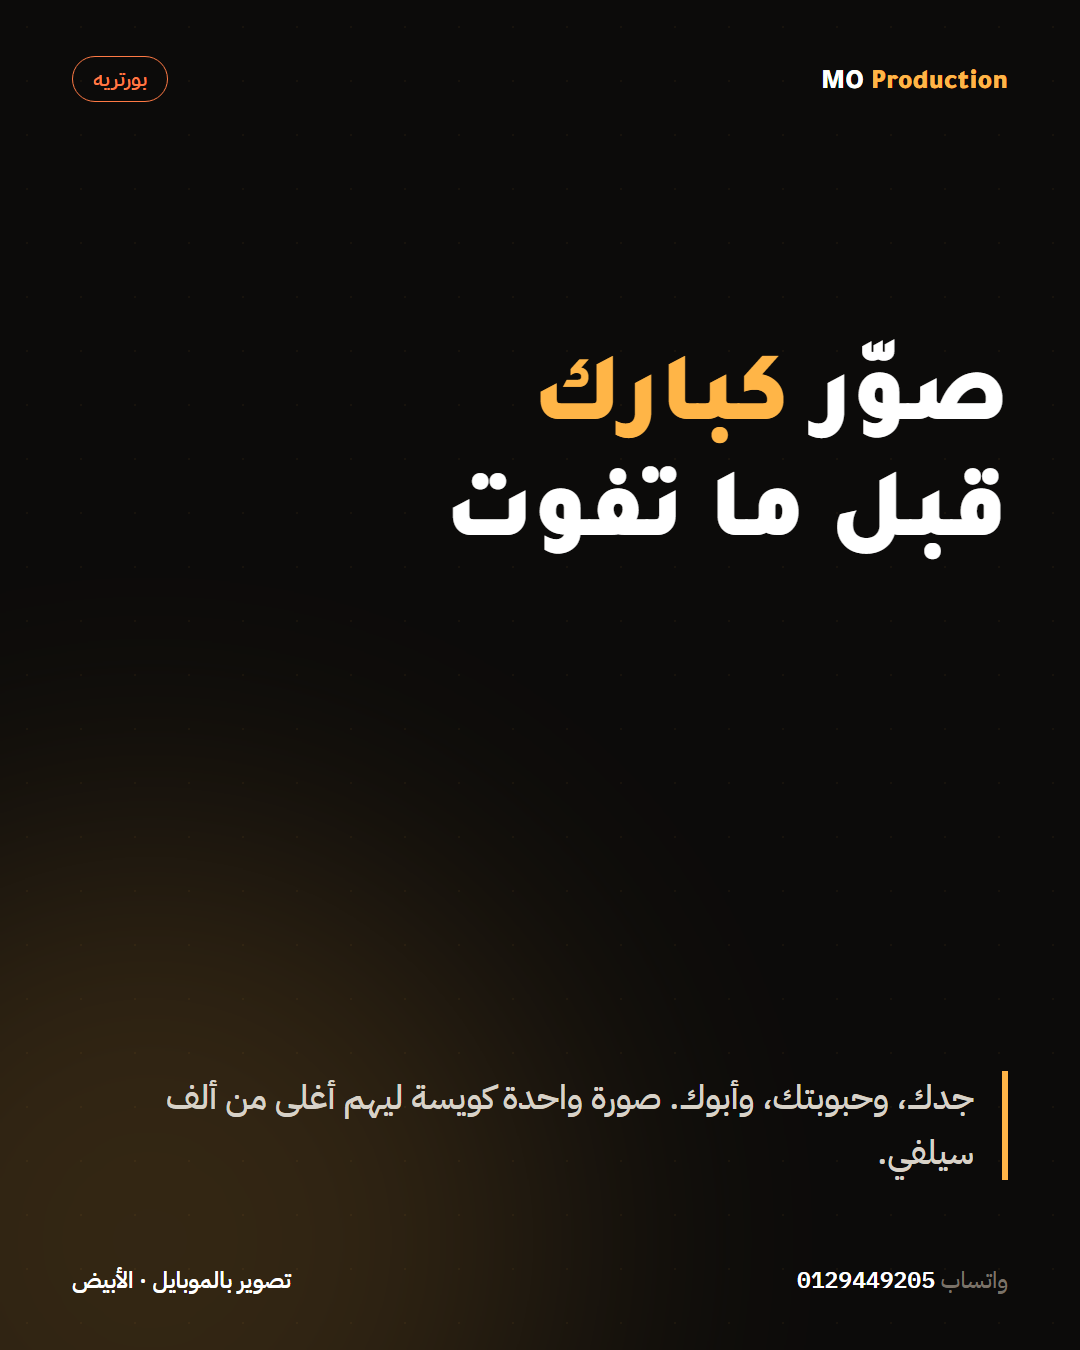 MO Production
بورتريه
صوّر كبارك
قبل ما تفوت
جدك، وحبوبتك، وأبوك. صورة واحدة كويسة ليهم أغلى من ألف
سيلفي.
واتساب 0129449205
تصوير بالموبايل · الأبيض